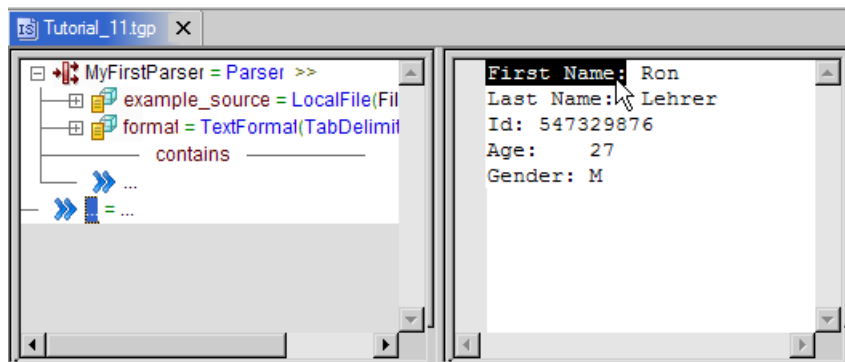 Tutorial_11.tgp
MyFirstParser = Parser >>
example_source = LocalFile(Fil
format = TextFormat(TabDelimit
contains
...
.. = ...
First Name: Ron
Last Name: Lehrer
Id: 547329876
Age: 27
Gender: M